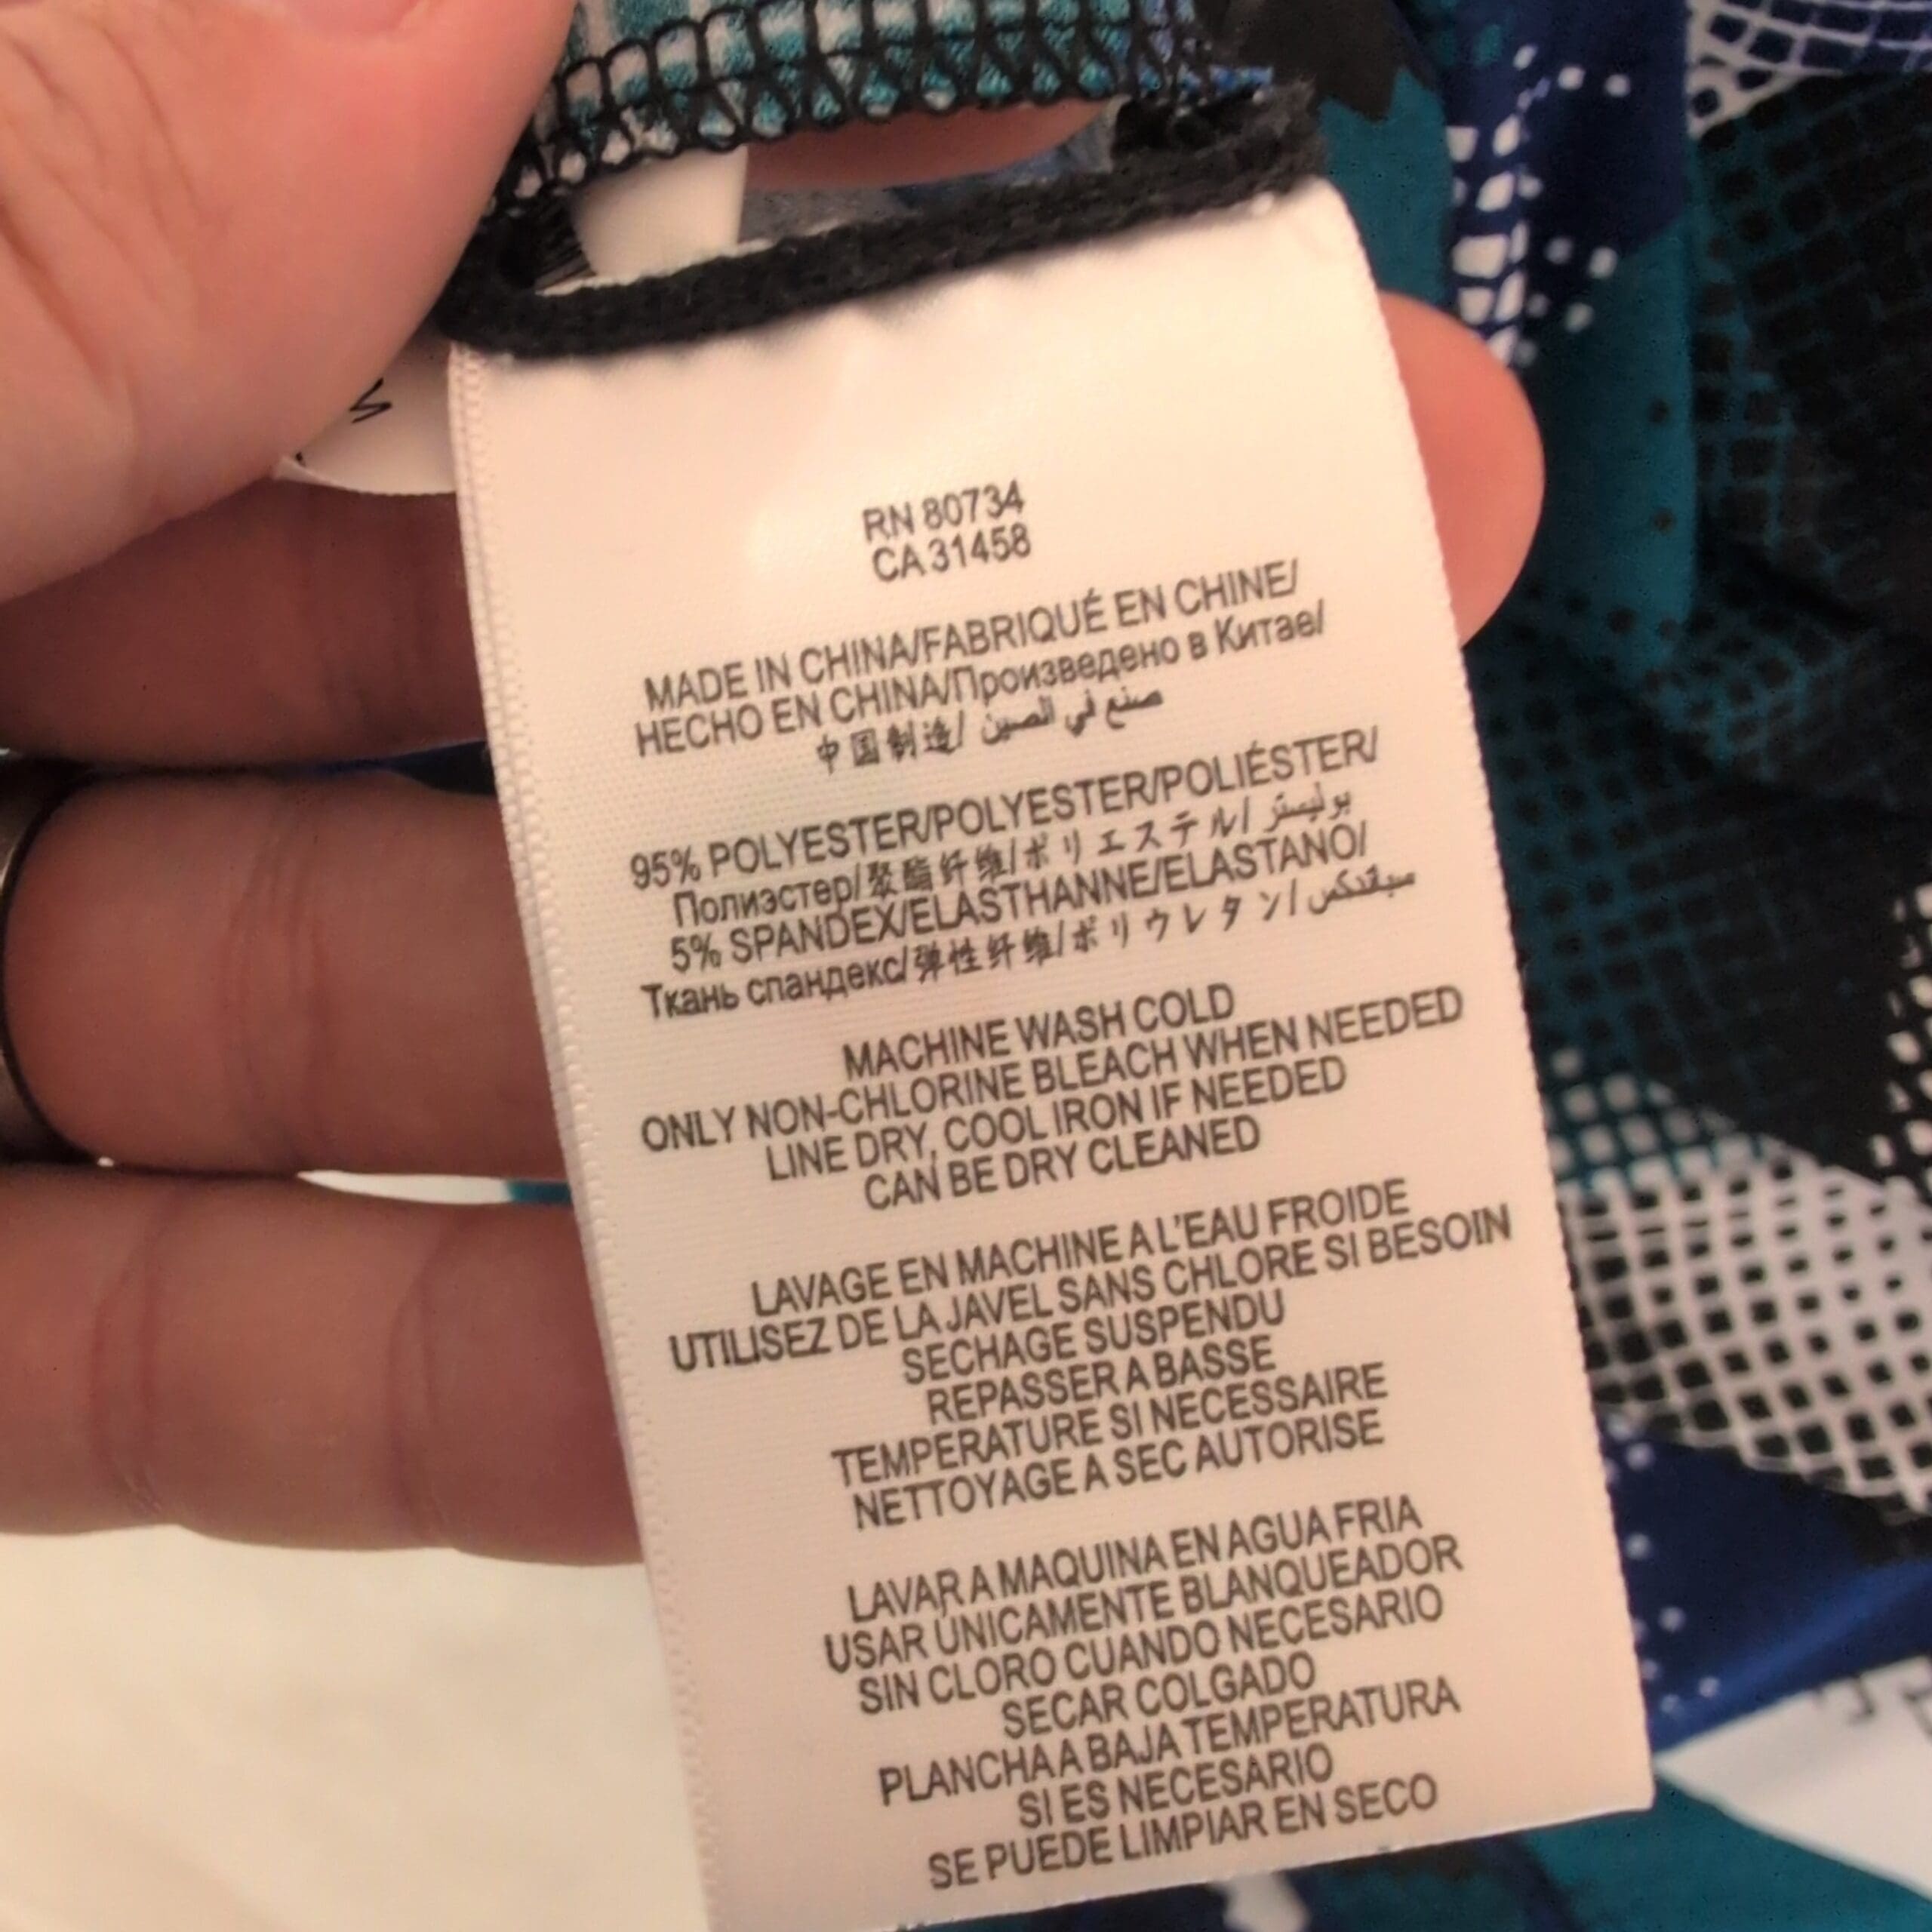 RN 80734
CA 31458
MADE IN CHINA/FABRIQUÉ EN CHINE/
HECHO EN CHINA/Произведено в Китае/
中国制造/ صنع في الصين
95% POLYESTER/POLYESTER/POLIÉSTER/
Полиэстер/聚酯纤维/ポリエステル/ بوليستر
5% SPANDEX/ELASTHANNE/ELASTANO/
Ткань спандекс/弹性纤维/ポリウレタン/ سبقندكس
MACHINE WASH COLD
ONLY NON-CHLORINE BLEACH WHEN NEEDED
LINE DRY, COOL IRON IF NEEDED
CAN BE DRY CLEANED
LAVAGE EN MACHINE A L'EAU FROIDE
UTILISEZ DE LA JAVEL SANS CHLORE SI BESOIN
SECHAGE SUSPENDU
REPASSER A BASSE
TEMPERATURE SI NECESSAIRE
NETTOYAGE A SEC AUTORISE
LAVAR A MAQUINA EN AGUA FRIA
USAR ÚNICAMENTE BLANQUEADOR
SIN CLORO CUANDO NECESARIO
SECAR COLGADO
PLANCHA A BAJA TEMPERATURA
SI ES NECESARIO
SE PUEDE LIMPIAR EN SECO